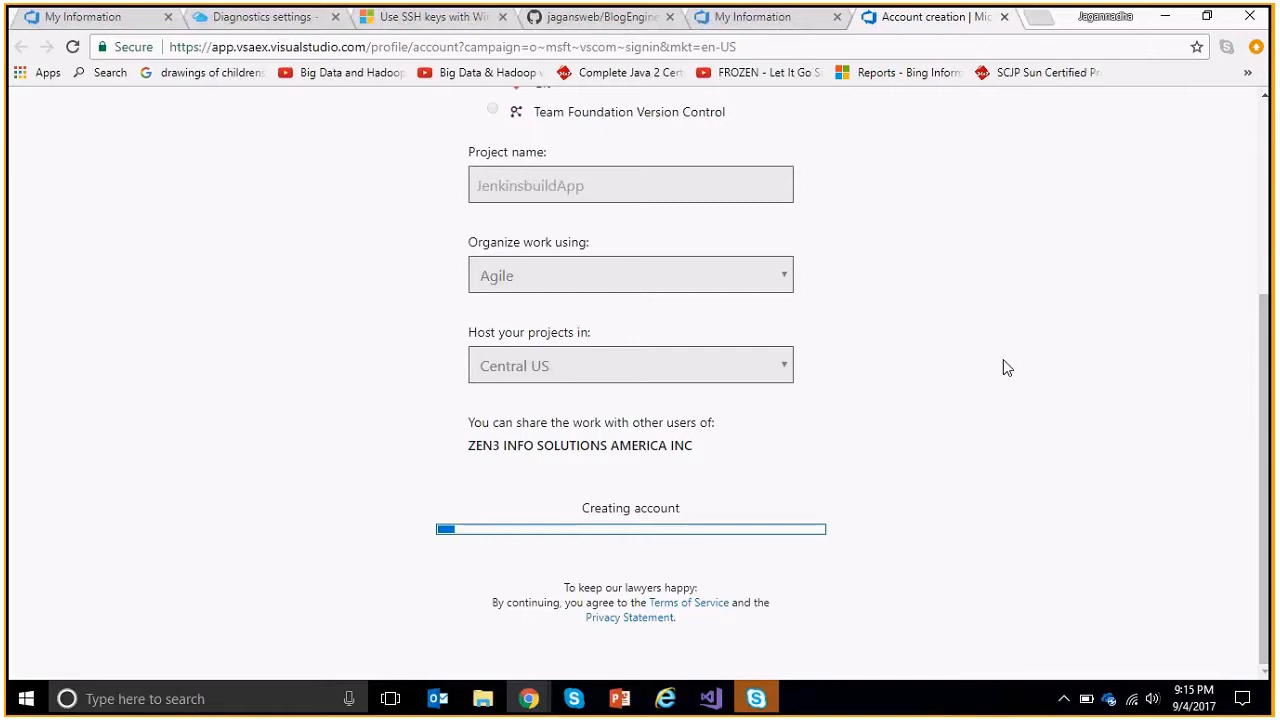 My Information
Diagnostics settings -
Use SSH keys with Wi
jagansweb/BlogEngine
My Information
Account creation | Mic
Jagannadha
Secure
https://app.vsaex.visualstudio.com/profile/account?campaign=o~msft~vscom~signin&mkt=en-US
Apps
Search
drawings of childrens
Big Data and Hadoop
Big Data & Hadoop
Complete Java 2 Cert
FROZEN - Let It Go S
Reports - Bing Inform
SCJP Sun Certified Pr
»
Team Foundation Version Control
Project name:
JenkinsbuildApp
Organize work using:
Agile
Host your projects in:
Central US
You can share the work with other users of:
ZEN3 INFO SOLUTIONS AMERICA INC
Creating account
To keep our lawyers happy:
By continuing, you agree to the Terms of Service and the
Privacy Statement.
Type here to search
9:15 PM
9/4/2017